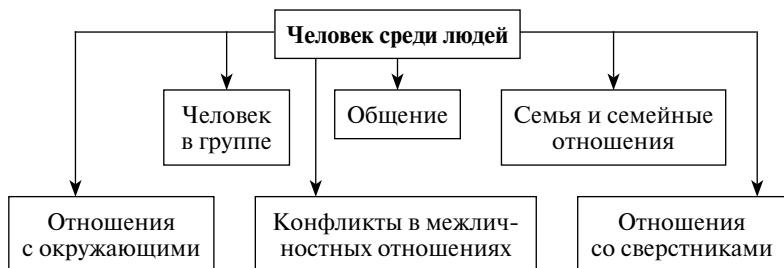 Человек среди людей
Человек
в группе
Общение
Семья и семейные
отношения
Отношения
с окружающими
Конфликты в межлич-
ностных отношениях
Отношения
со сверстниками